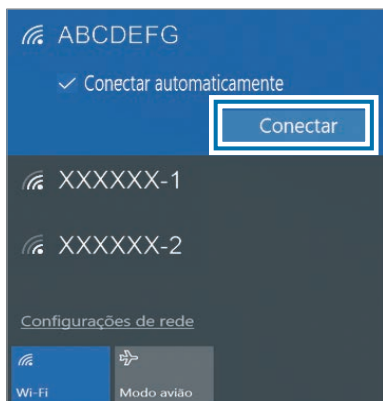 ABCDEFG
Conectar automaticamente
Conectar
XXXXXX-1
XXXXXX-2
Configurações de rede
Wi-Fi
Modo avião